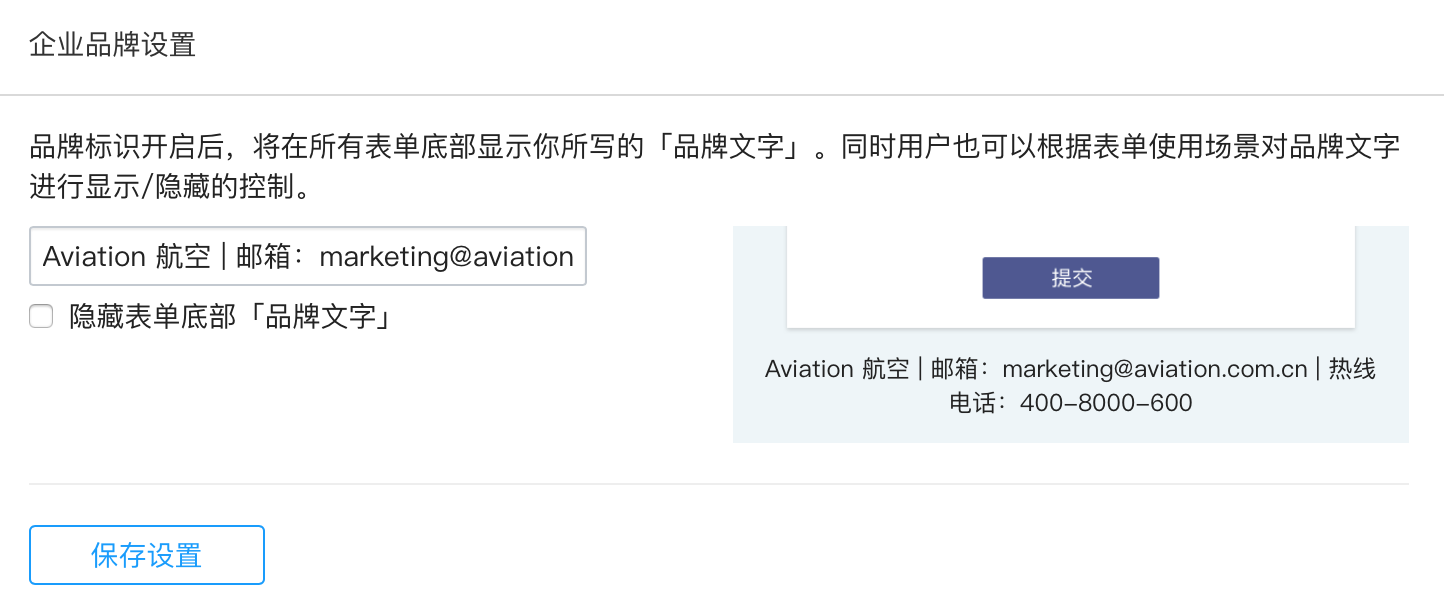 企业品牌设置
品牌标识开启后，将在所有表单底部显示你所写的「品牌文字」。同时用户也可以根据表单使用场景对品牌文字
进行显示/隐藏的控制。
Aviation 航空 | 邮箱：marketing@aviation
隐藏表单底部「品牌文字」
提交
Aviation 航空 | 邮箱：marketing@aviation.com.cn | 热线
电话：400-8000-600
保存设置